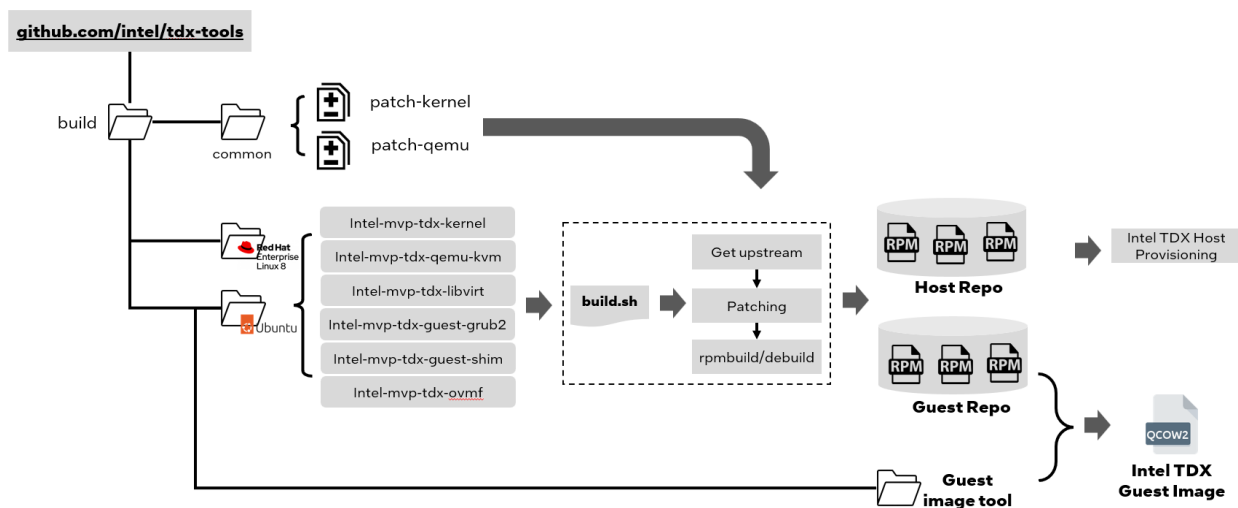 github.com/intel/tdx-tools
build
common
patch-kernel
patch-qemu
Red Hat
Enterprise
Linux 8
Ubuntu
Intel-mvp-tdx-kernel
Intel-mvp-tdx-qemu-kvm
Intel-mvp-tdx-libvirt
Intel-mvp-tdx-guest-grub2
Intel-mvp-tdx-guest-shim
Intel-mvp-tdx-ovmf
build.sh
Get upstream
Patching
rpmbuild/debuild
RPM
RPM
RPM
Host Repo
RPM
RPM
RPM
Guest Repo
Intel TDX Host
Provisioning
Guest
image tool
QCOW2
Intel TDX
Guest Image